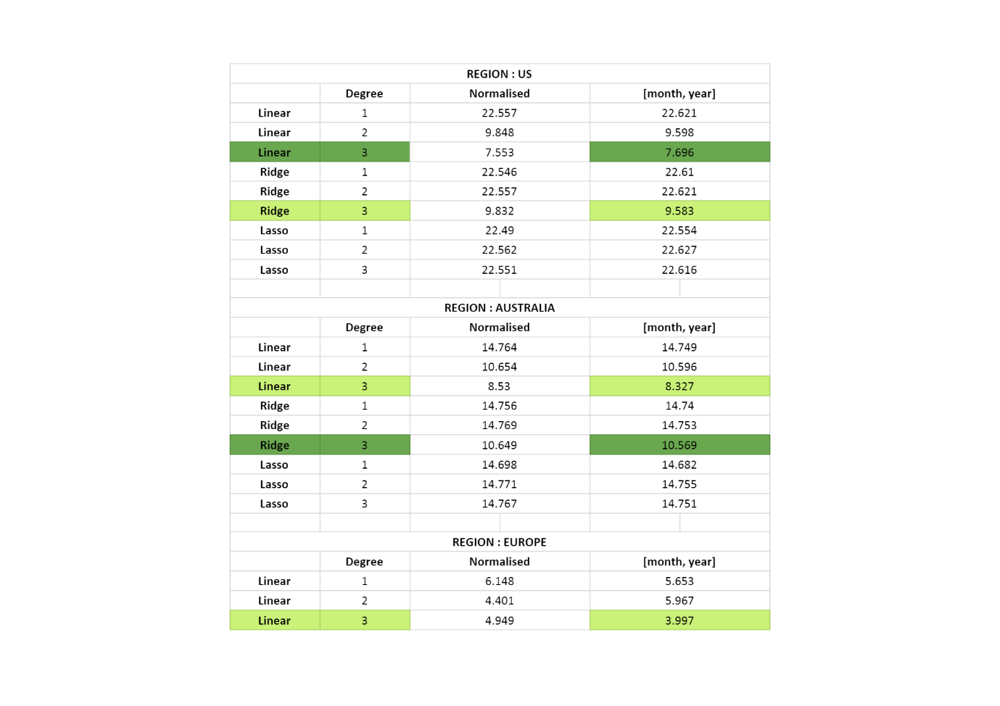 REGION : US
Degree Normalised [month, year]
Linear 1 22.557 22.621
Linear 2 9.848 9.598
Linear 3 7.553 7.696
Ridge 1 22.546 22.61
Ridge 2 22.557 22.621
Ridge 3 9.832 9.583
Lasso 1 22.49 22.554
Lasso 2 22.562 22.627
Lasso 3 22.551 22.616
REGION : AUSTRALIA
Degree Normalised [month, year]
Linear 1 14.764 14.749
Linear 2 10.654 10.596
Linear 3 8.53 8.327
Ridge 1 14.756 14.74
Ridge 2 14.769 14.753
Ridge 3 10.649 10.569
Lasso 1 14.698 14.682
Lasso 2 14.771 14.755
Lasso 3 14.767 14.751
REGION : EUROPE
Degree Normalised [month, year]
Linear 1 6.148 5.653
Linear 2 4.401 5.967
Linear 3 4.949 3.997